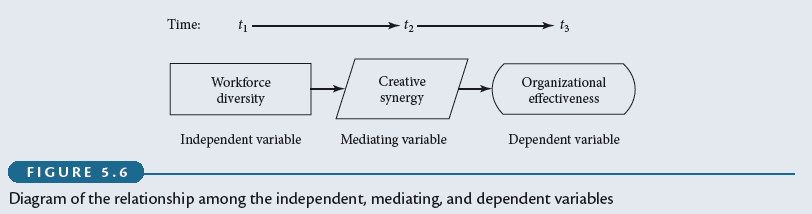 Time: t1 t2 t3
Workforce
diversity
Creative
synergy
Organizational
effectiveness
Independent variable
Mediating variable
Dependent variable
FIGURE 5.6
Diagram of the relationship among the independent, mediating, and dependent variables